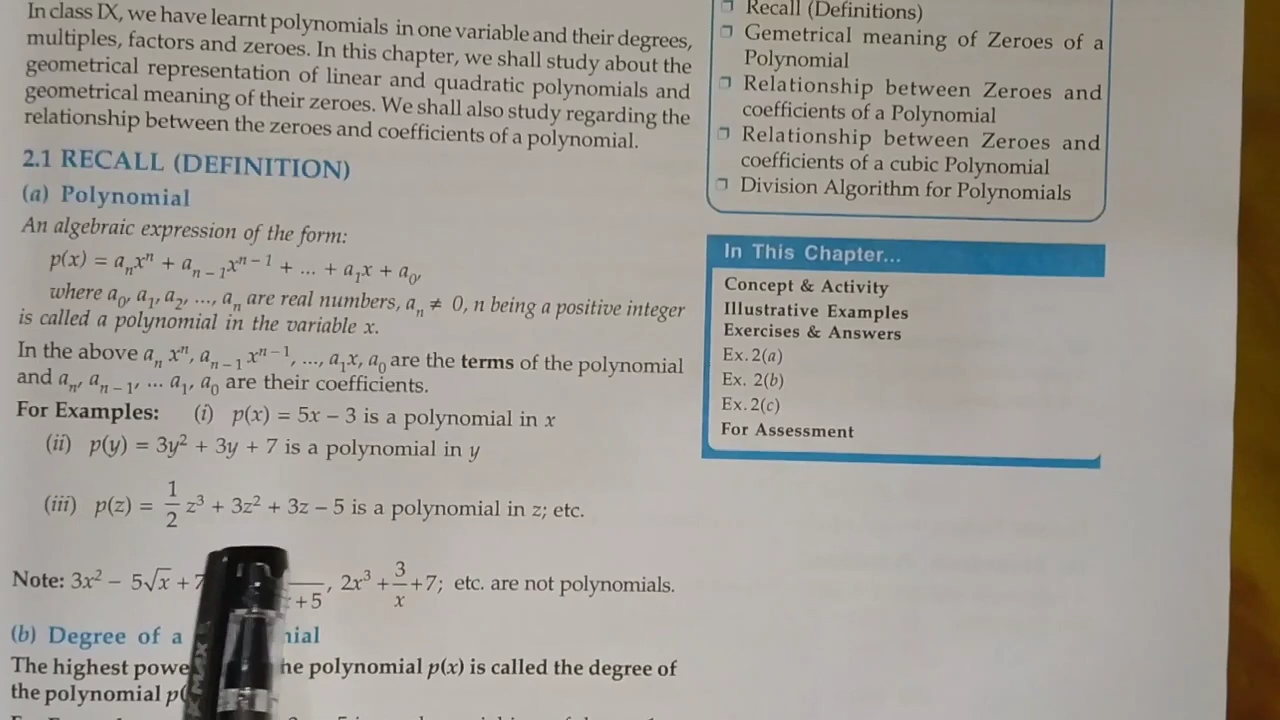 In class IX, we have learnt polynomials in one variable and their degrees,
multiples, factors and zeroes. In this chapter, we shall study about the
geometrical representation of linear and quadratic polynomials and
geometrical meaning of their zeroes. We shall also study regarding the
relationship between the zeroes and coefficients of a polynomial.
2.1 RECALL (DEFINITION)
(a) Polynomial
An algebraic expression of the form:
p(x) = aₙxⁿ + aₙ₋₁xⁿ⁻¹ + ... + a₁x + a₀,
where a₀, a₁, a₂, ..., aₙ are real numbers, aₙ ≠ 0, n being a positive integer
is called a polynomial in the variable x.
In the above aₙ xⁿ, aₙ₋₁ xⁿ⁻¹, ..., a₁x, a₀ are the terms of the polynomial
and aₙ, aₙ₋₁, ... a₁, a₀ are their coefficients.
For Examples: (i) p(x) = 5x − 3 is a polynomial in x
(ii) p(y) = 3y² + 3y + 7 is a polynomial in y
(iii) p(z) = 1/2 z³ + 3z² + 3z − 5 is a polynomial in z; etc.
Note: 3x² − 5√x + 7 +5, 2x³ + 3/x + 7; etc. are not polynomials.
(b) Degree of a
The highest he polynomial p(x) is called the degree of
the polynomial
Recall (Definitions)
Gemetrical meaning of Zeroes of a
Polynomial
Relationship between Zeroes and
coefficients of a Polynomial
Relationship between Zeroes and
coefficients of a cubic Polynomial
Division Algorithm for Polynomials
In This Chapter...
Concept & Activity
Illustrative Examples
Exercises & Answers
Ex. 2(a)
Ex. 2(b)
Ex. 2(c)
For Assessment